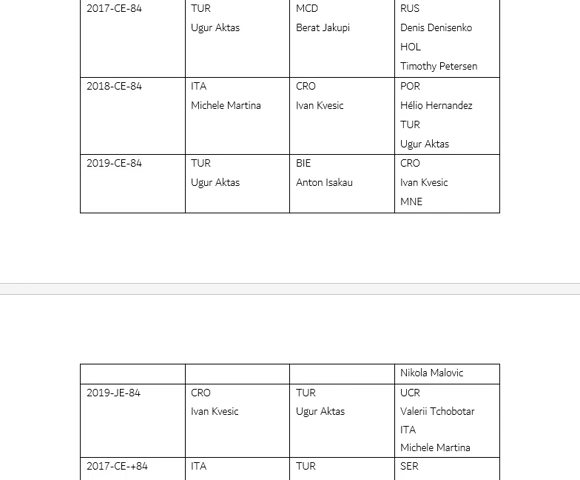 2017-CE-84 TUR MCD RUS
Ugur Aktas Berat Jakupi Denis Denisenko
HOL
Timothy Petersen
2018-CE-84 ITA CRO POR
Michele Martina Ivan Kvesic Hélio Hernandez
TUR
Ugur Aktas
2019-CE-84 TUR BIE CRO
Ugur Aktas Anton Isakau Ivan Kvesic
MNE
Nikola Malovic
2019-JE-84 CRO TUR UCR
Ivan Kvesic Ugur Aktas Valerii Tchobotar
ITA
Michele Martina
2017-CE-+84 ITA TUR SER